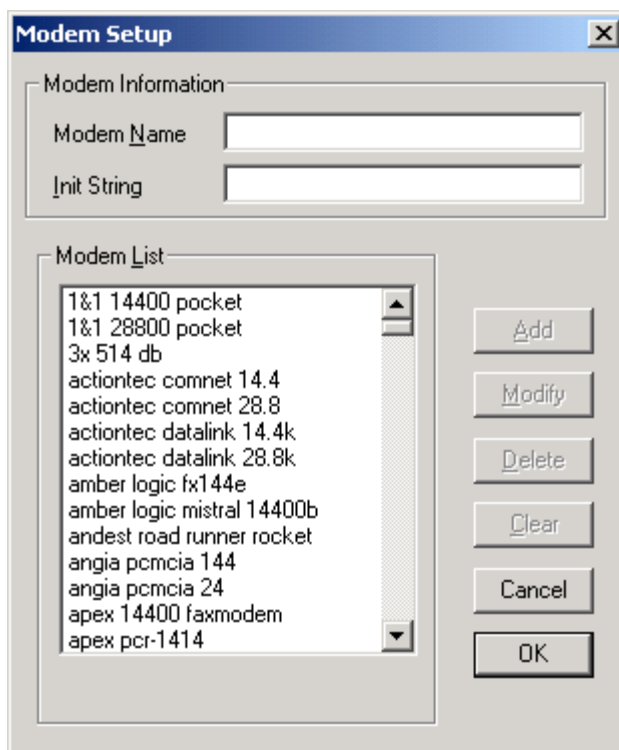 Modem Setup
Modem Information
Modem Name
Init String
Modem List
1&1 14400 pocket
1&1 28800 pocket
3x 514 db
actiontec comnet 14.4
actiontec comnet 28.8
actiontec datalink 14.4k
actiontec datalink 28.8k
amber logic fx144e
amber logic mistral 14400b
andest road runner rocket
angia pcmcia 144
angia pcmcia 24
apex 14400 faxmodem
apex pcr-1414
Add
Modify
Delete
Clear
Cancel
OK